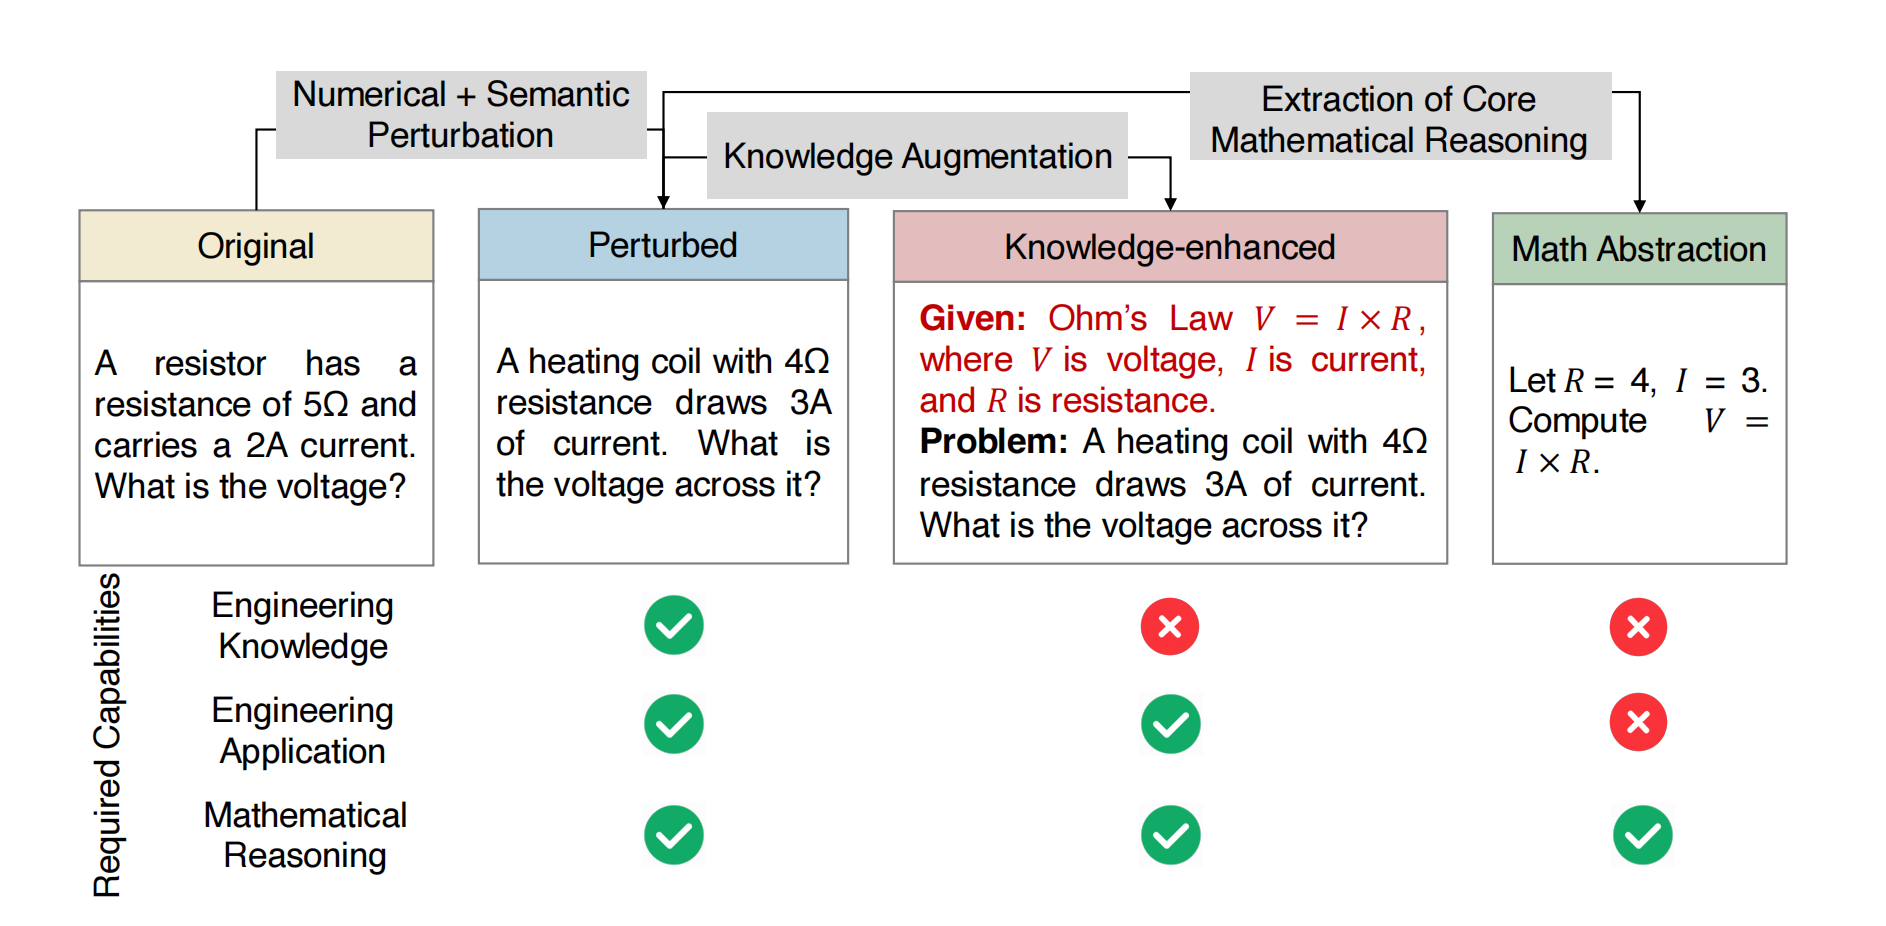 Numerical + Semantic
Perturbation
Knowledge Augmentation
Extraction of Core
Mathematical Reasoning
Original
A resistor has a
resistance of 5Ω and
carries a 2A current.
What is the voltage?
Perturbed
A heating coil with 4Ω
resistance draws 3A
of current. What is
the voltage across it?
Knowledge-enhanced
Given: Ohm's Law V = I × R,
where V is voltage, I is current,
and R is resistance.
Problem: A heating coil with 4Ω
resistance draws 3A of current.
What is the voltage across it?
Math Abstraction
Let R = 4, I = 3.
Compute V =
I × R.
Required Capabilities
Engineering
Knowledge
Engineering
Application
Mathematical
Reasoning